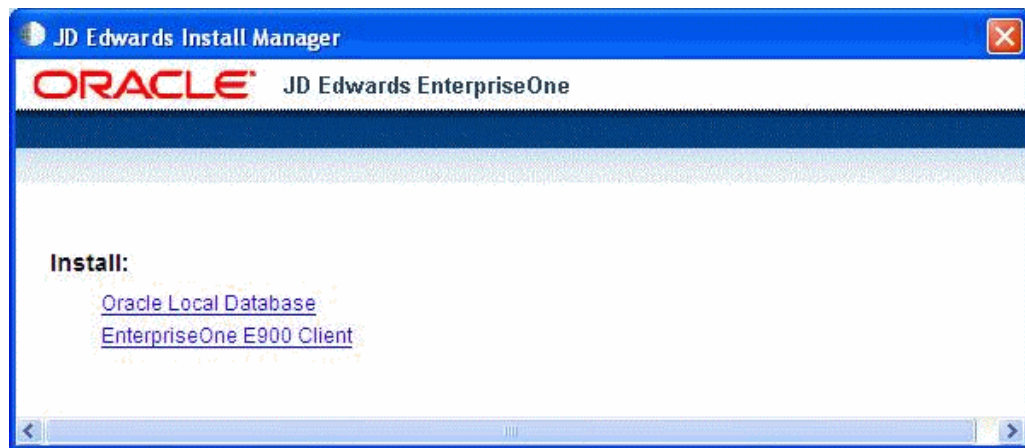 JD Edwards Install Manager
ORACLE® JD Edwards EnterpriseOne
Install:
Oracle Local Database
EnterpriseOne E900 Client